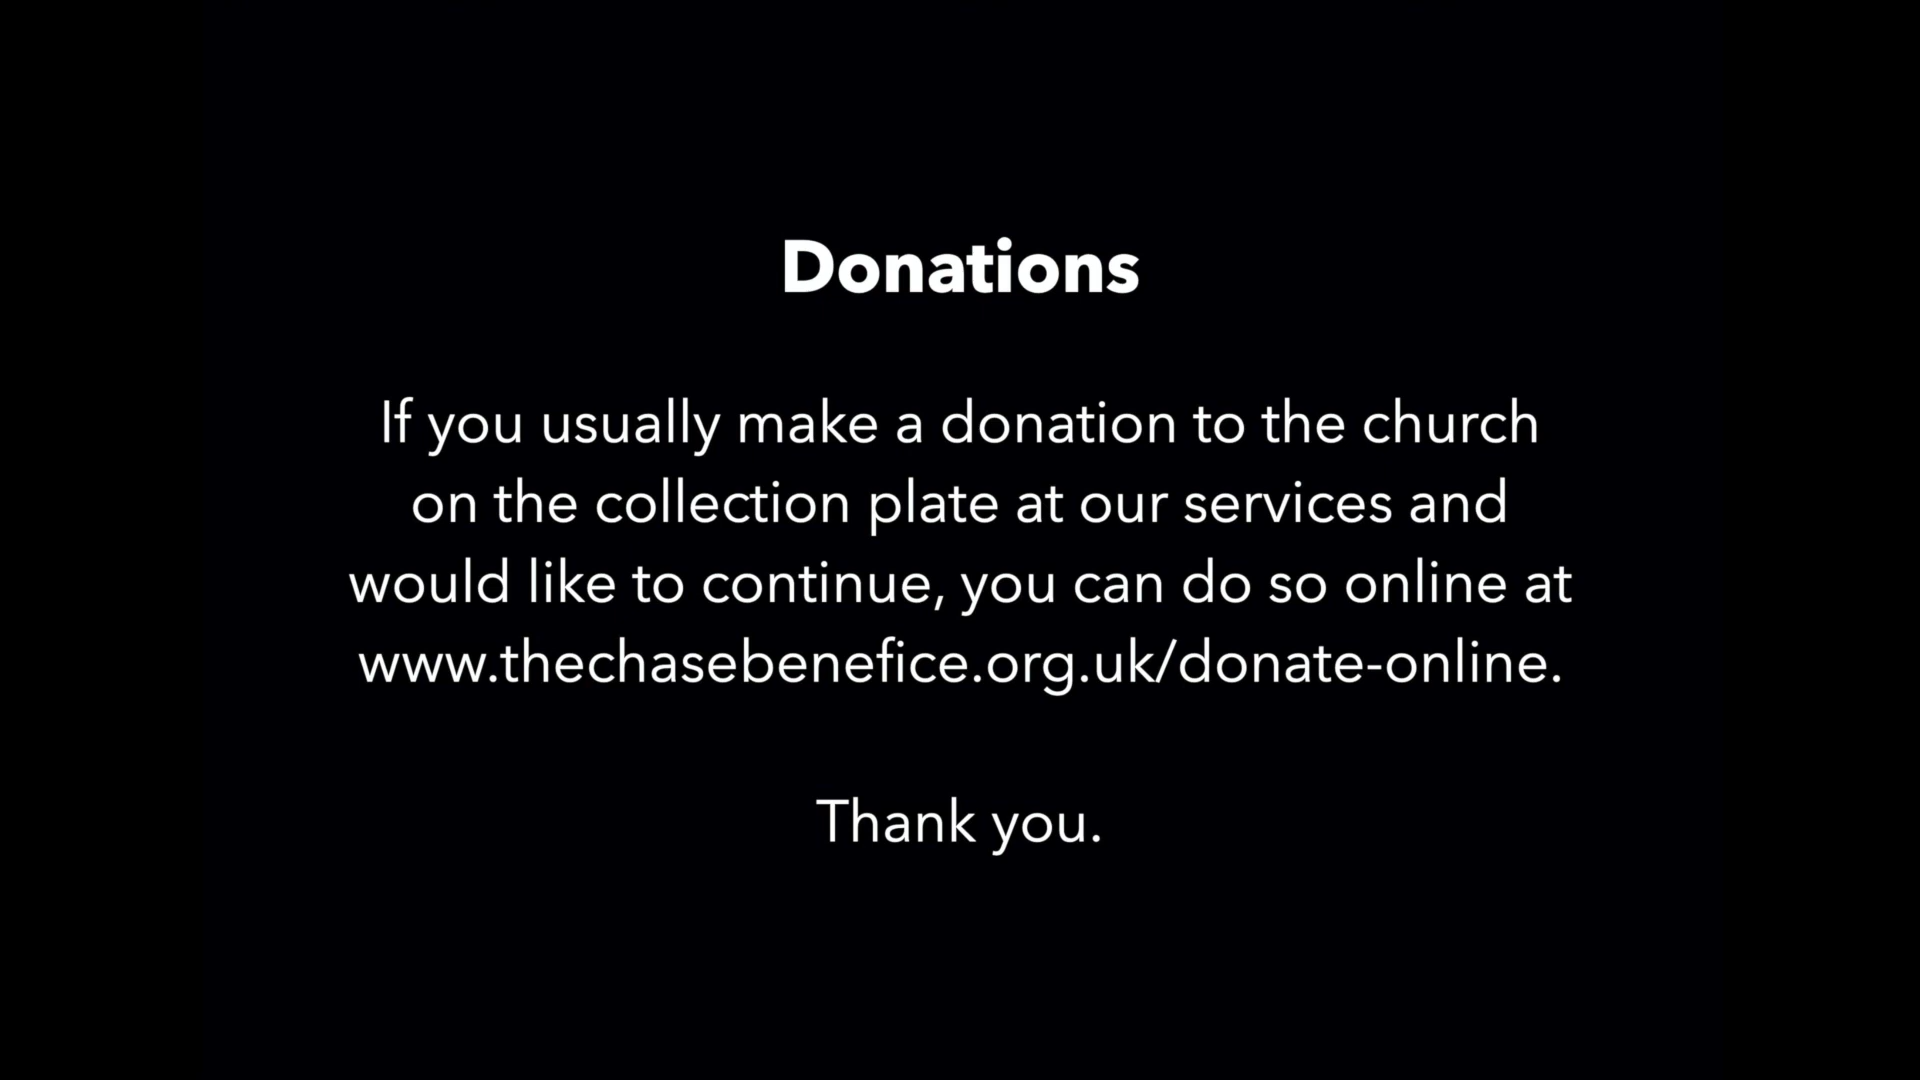 Donations
If you usually make a donation to the church
on the collection plate at our services and
would like to continue, you can do so online at
www.thechasebenefice.org.uk/donate-online.
Thank you.